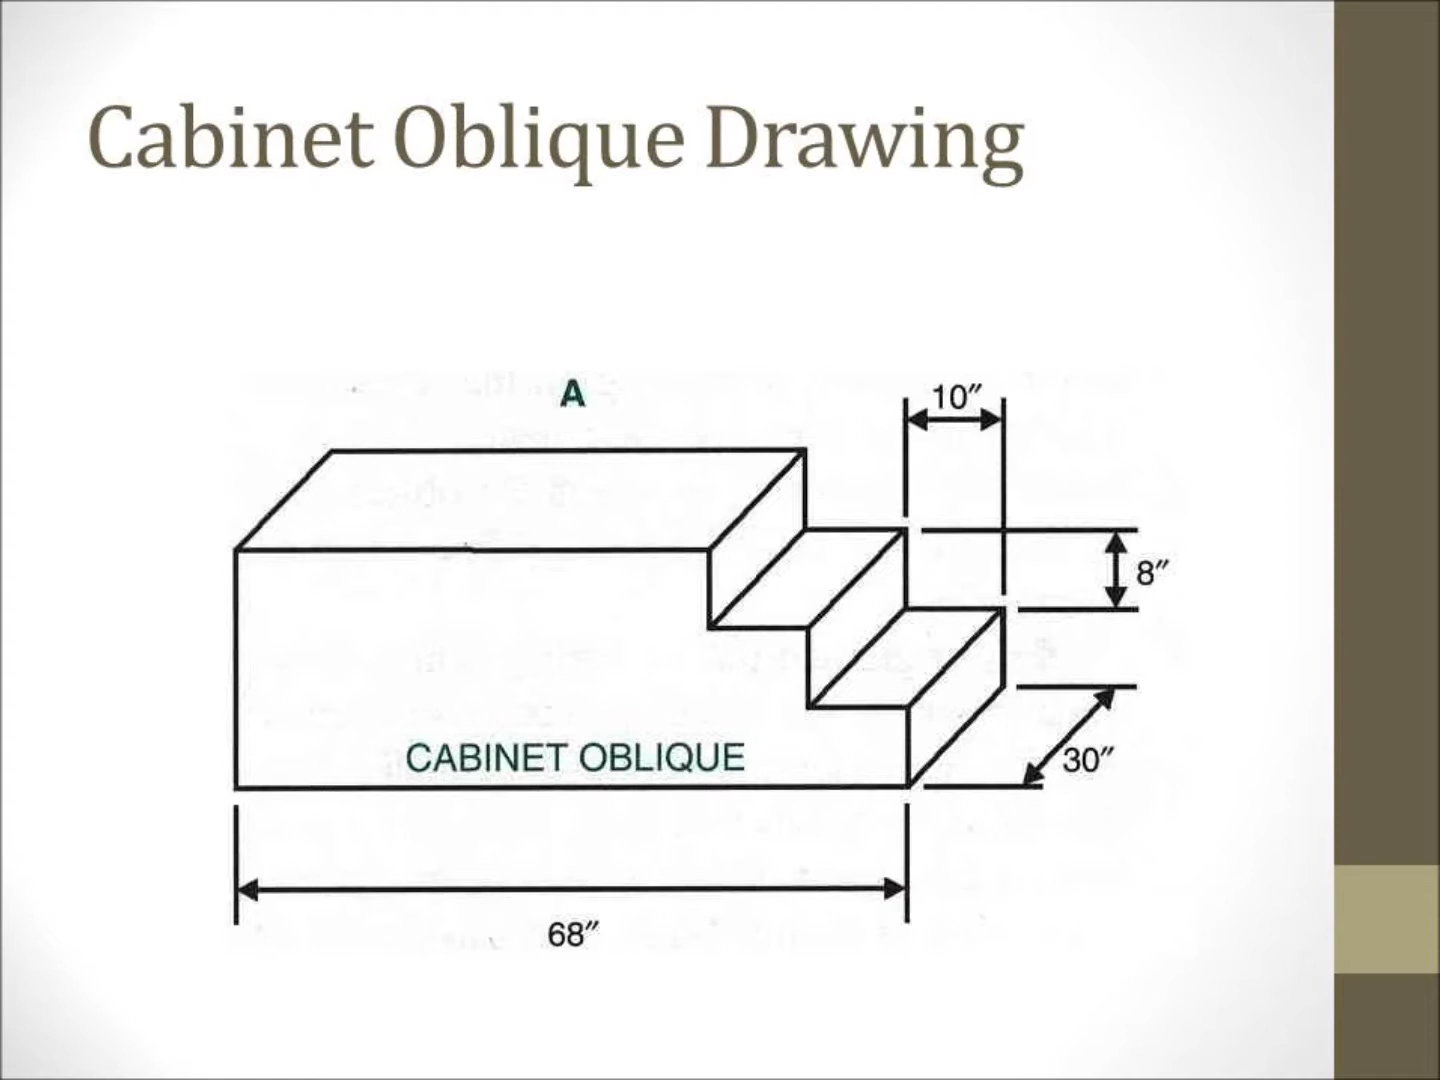 Cabinet Oblique Drawing
A
10″
8″
30″
CABINET OBLIQUE
68″